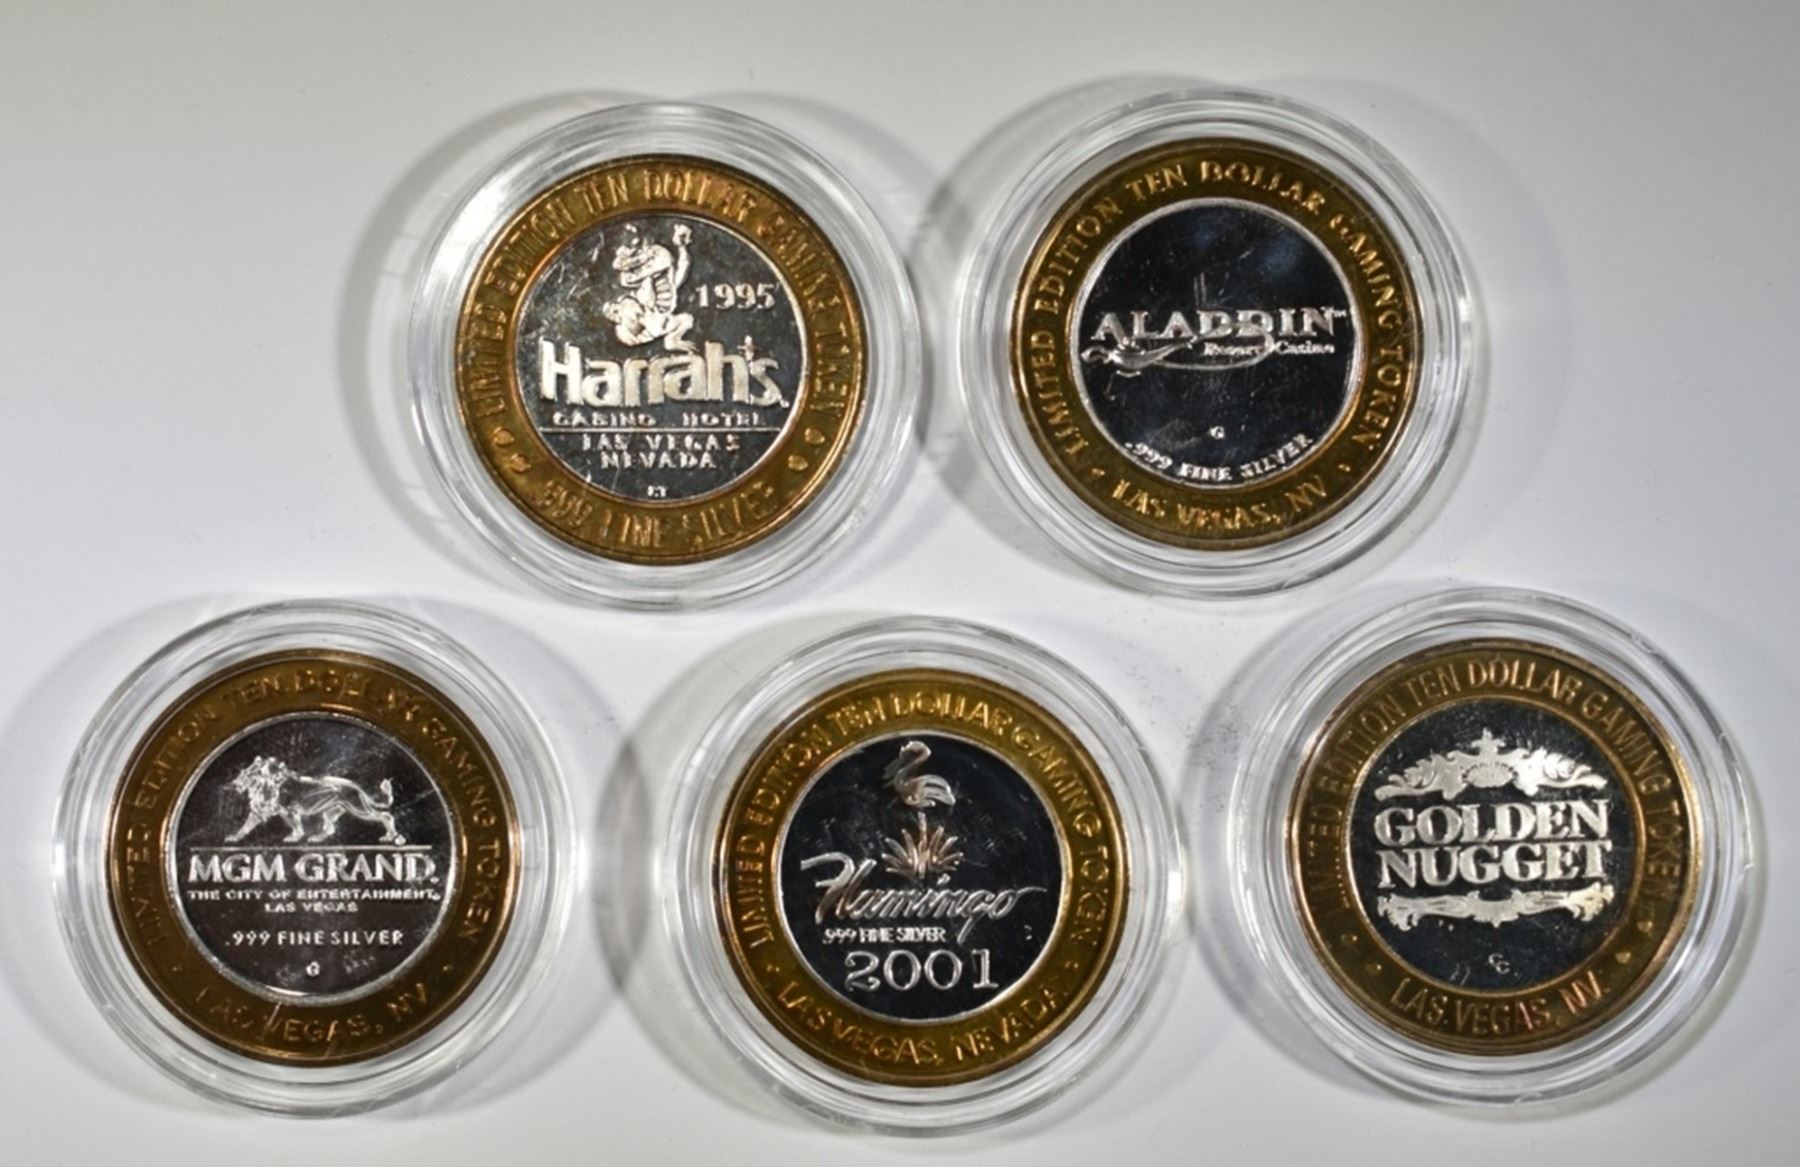 LIMITED EDITION TEN DOLLAR GAMING TOKEN
1995
Harrah's
CASINO HOTEL
LAS VEGAS
NEVADA
.999 FINE SILVER
LIMITED EDITION TEN DOLLAR GAMING TOKEN
ALADDIN™
Resort Casino
G
.999 FINE SILVER
LAS VEGAS, NV
LIMITED EDITION TEN DOLLAR GAMING TOKEN
MGM GRAND
THE CITY OF ENTERTAINMENT
LAS VEGAS
.999 FINE SILVER
G
LAS VEGAS, NV
LIMITED EDITION TEN DOLLAR GAMING TOKEN
Flamingo
.999 FINE SILVER
2001
LAS VEGAS, NEVADA
LIMITED EDITION TEN DOLLAR GAMING TOKEN
GOLDEN
NUGGET
LAS VEGAS, NV.